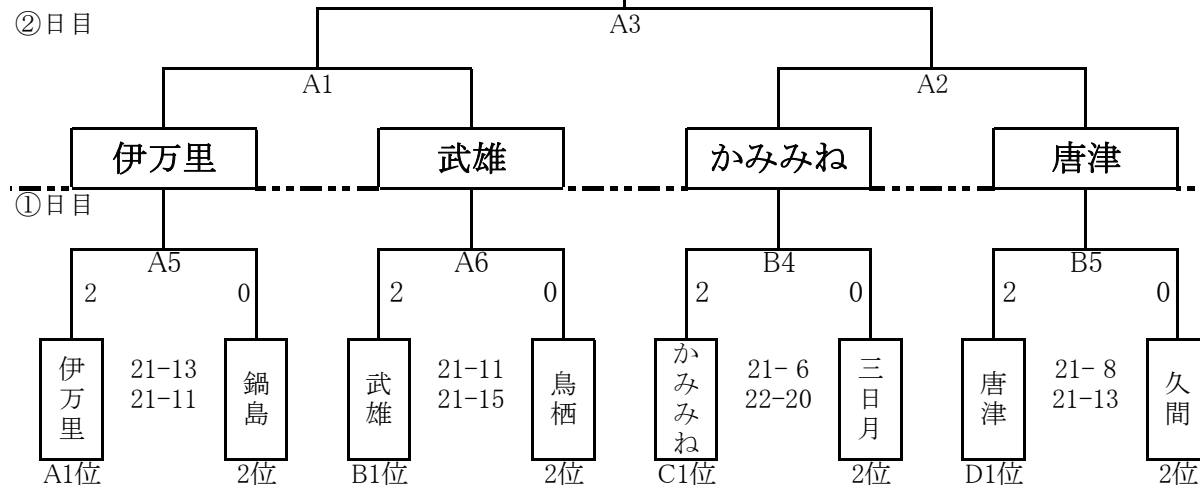 ②日目
A3
A1
A2
伊万里
武雄
かみみね
唐津
①日目
A5
A6
B4
B5
2
0
2
0
2
0
2
0
伊万里
21-13
21-11
鍋島
武雄
21-11
21-15
鳥栖
かみみね
21- 6
22-20
三日月
唐津
21- 8
21-13
久間
A1位
2位
B1位
2位
C1位
2位
D1位
2位